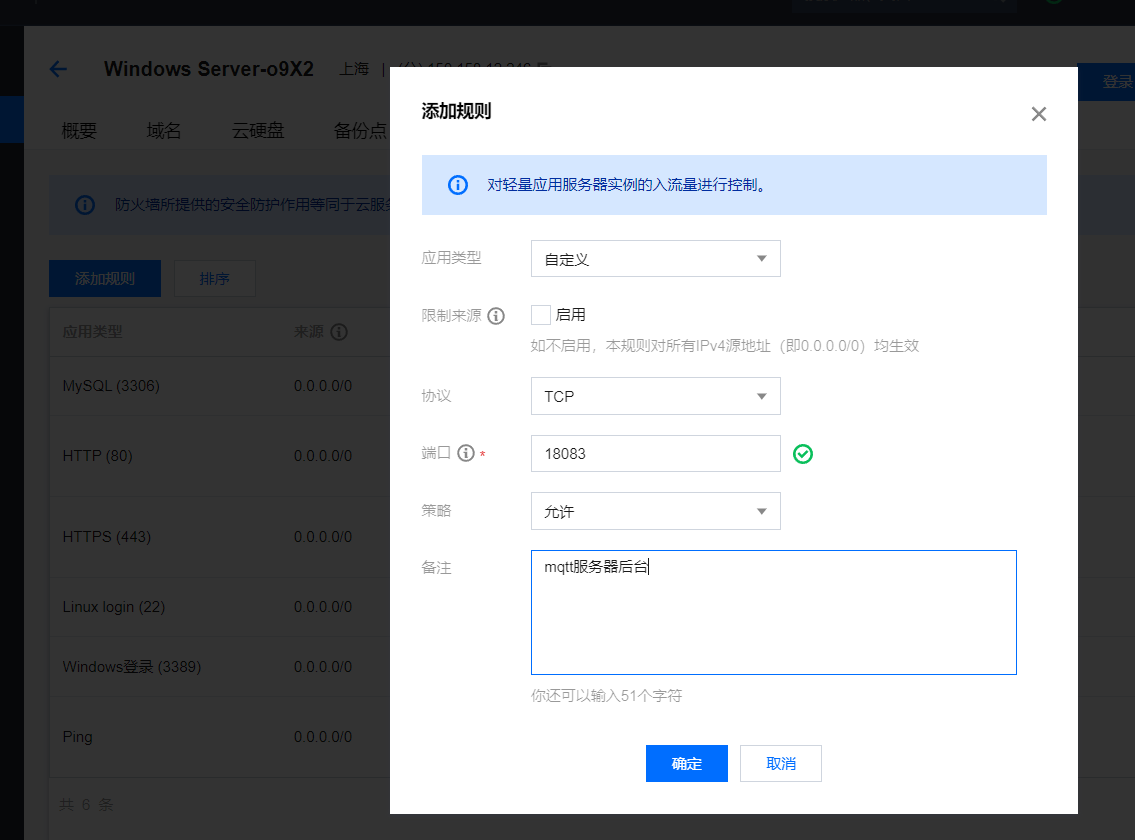 Windows Server-o9X2 上海 |
登录
概要 域名 云硬盘 备份点
防火墙所提供的安全防护作用等同于云服务
添加规则 排序
应用类型 来源
MySQL (3306) 0.0.0.0/0
HTTP (80) 0.0.0.0/0
HTTPS (443) 0.0.0.0/0
Linux login (22) 0.0.0.0/0
Windows登录 (3389) 0.0.0.0/0
Ping 0.0.0.0/0
共 6 条
添加规则
对轻量应用服务器实例的入流量进行控制。
应用类型 自定义
限制来源 启用
如不启用，本规则对所有IPv4源地址（即0.0.0.0/0）均生效
协议 TCP
端口 * 18083
策略 允许
备注 mqtt服务器后台
你还可以输入51个字符
确定 取消